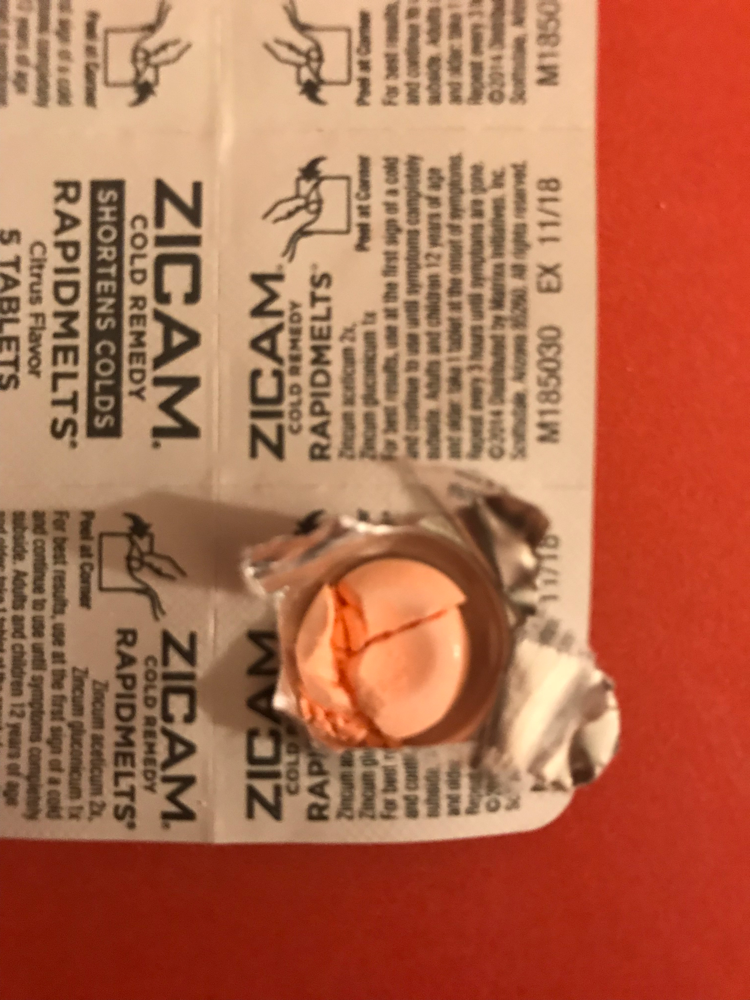 Peel at Corner
M1850
ZICAM®
COLD REMEDY
SHORTENS COLDS
RAPIDMELTS®
Citrus Flavor
5 TABLETS
Peel at Corner
ZICAM®
COLD REMEDY
RAPIDMELTS™
Zincum aceticum 2x,
Zincum gluconicum 1x
For best results, use at the first sign of a cold
and continue to use until symptoms completely
subside. Adults and children 12 years of age
and older: take 1 tablet at the onset of symptoms.
Repeat every 3 hours until symptoms are gone.
©2014 Distributed by Matrixx Initiatives, Inc.
Scottsdale, Arizona 85260. All rights reserved.
M185030 EX 11/18
Peel at Corner
ZICAM®
COLD REMEDY
RAPIDMELTS®
Zincum aceticum 2x,
Zincum gluconicum 1x
For best results, use at the first sign of a cold
and continue to use until symptoms completely
subside. Adults and children 12 years of age
ZICAM
COLD
RAP
11/18